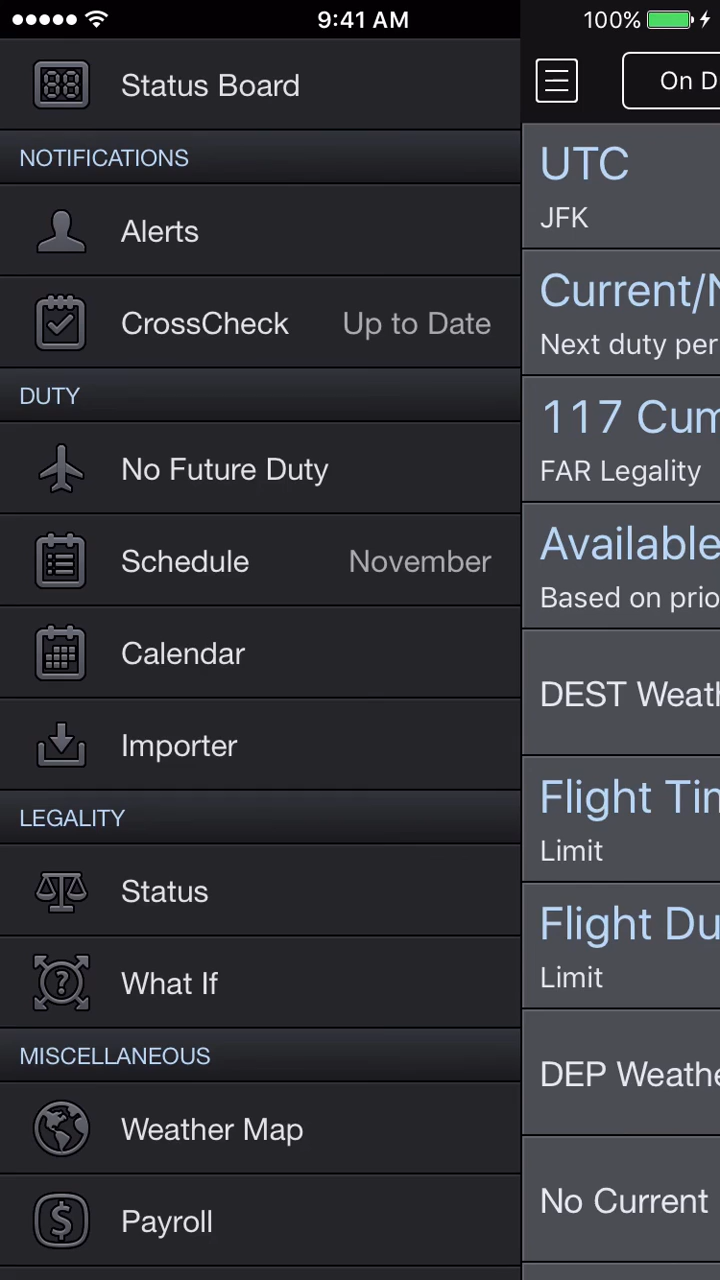 9:41 AM
100%
Status Board
NOTIFICATIONS
Alerts
CrossCheck Up to Date
DUTY
No Future Duty
Schedule November
Calendar
Importer
LEGALITY
Status
What If
MISCELLANEOUS
Weather Map
Payroll
On D
UTC
JFK
Current/N
Next duty per
117 Cum
FAR Legality
Available
Based on prio
DEST Weath
Flight Tim
Limit
Flight Du
Limit
DEP Weathe
No Current